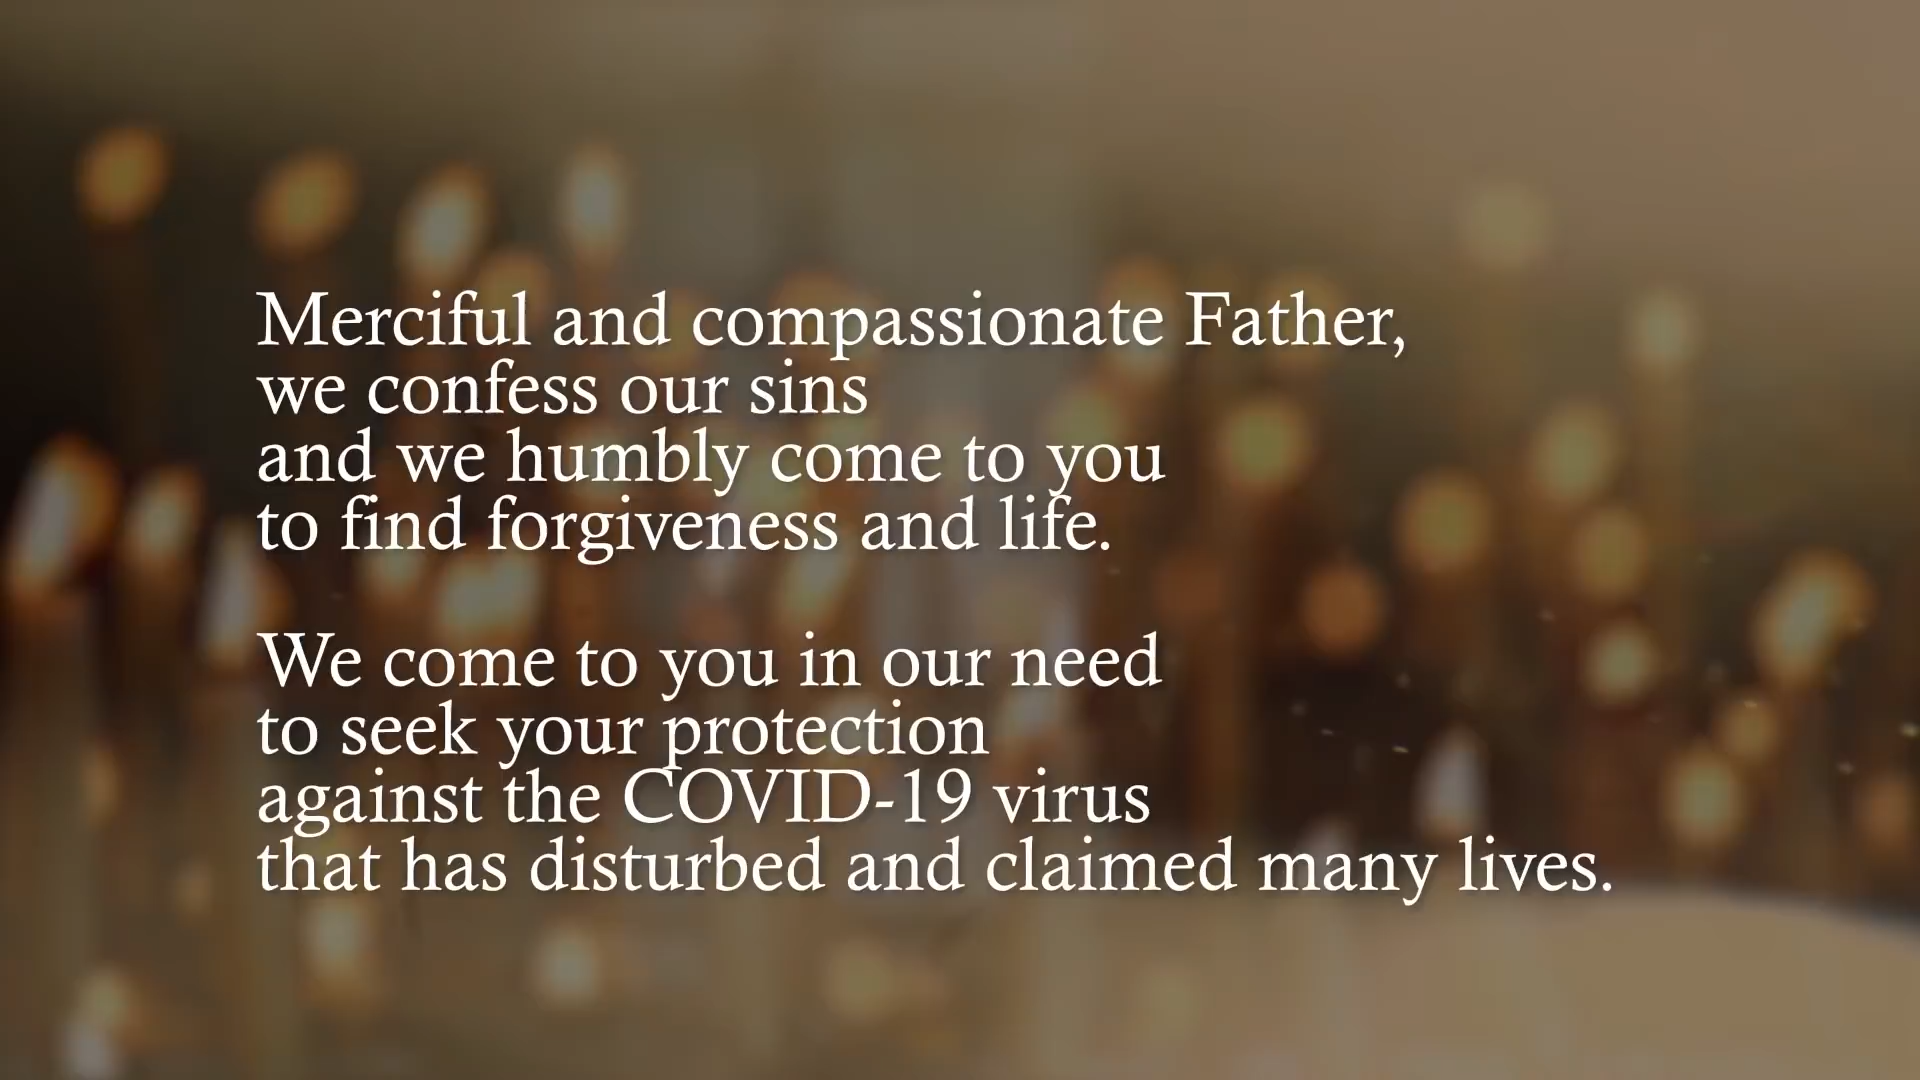 Merciful and compassionate Father,
we confess our sins
and we humbly come to you
to find forgiveness and life.
We come to you in our need
to seek your protection
against the COVID-19 virus
that has disturbed and claimed many lives.